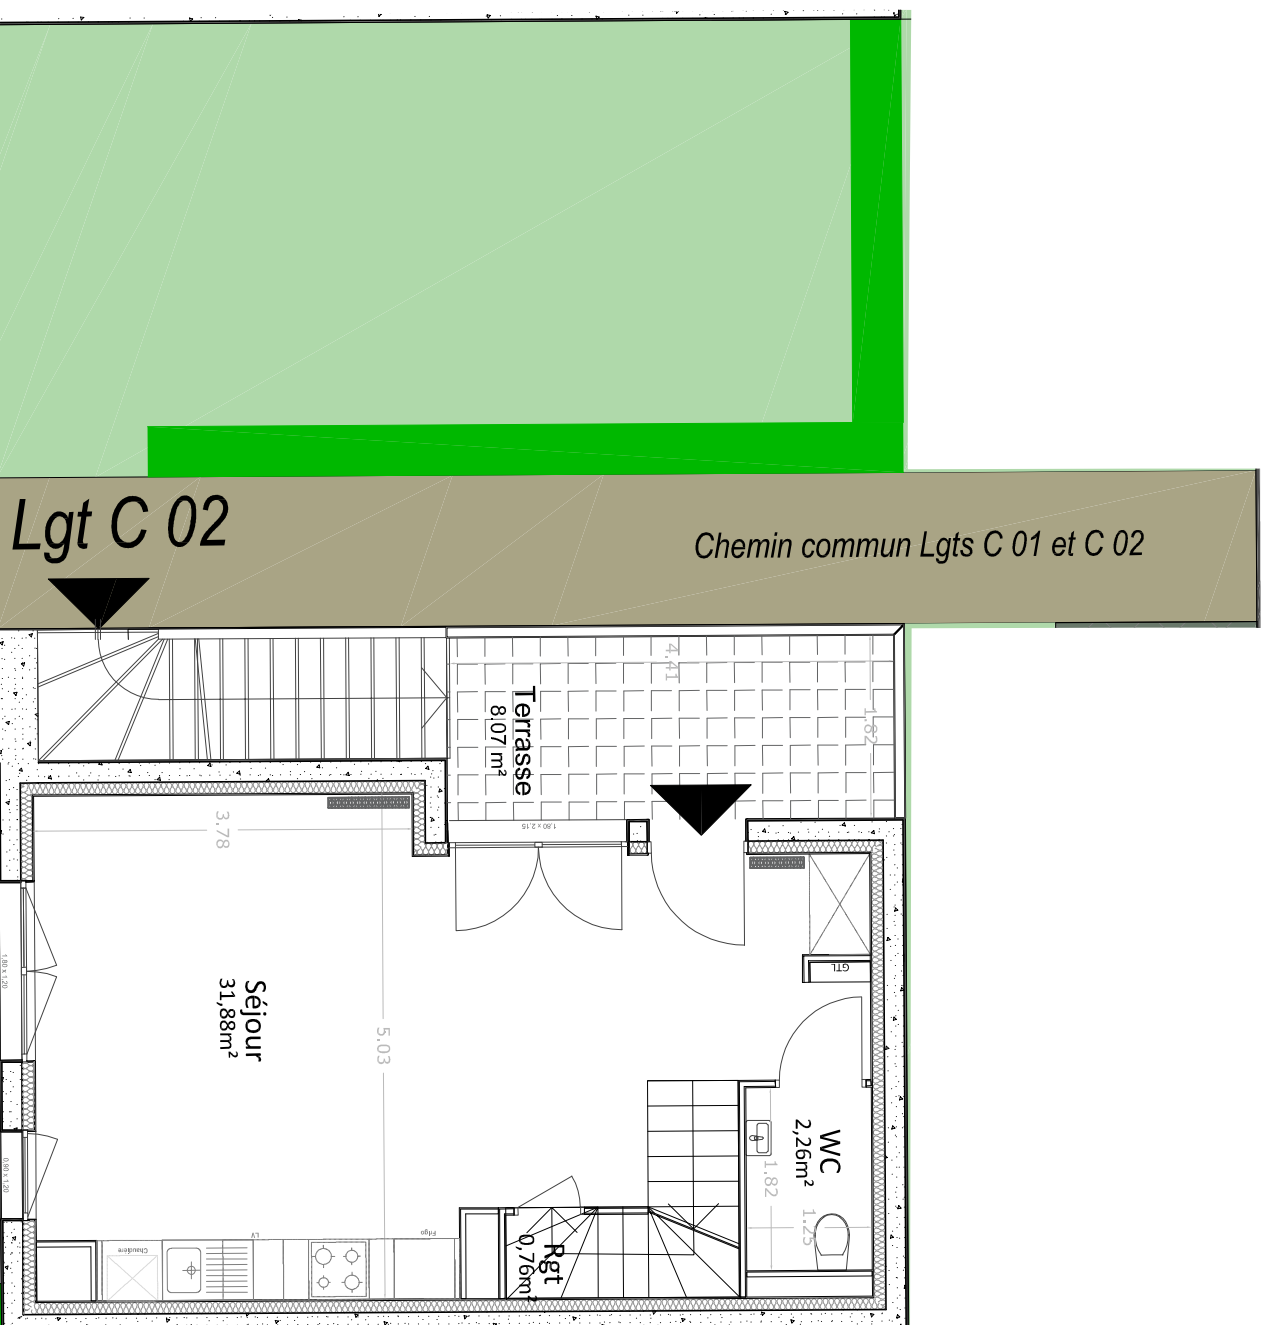 Lgt C 02
Chemin commun Lgts C 01 et C 02
4,41
1,82
Terrasse
8.07 m²
1,80 x 2,15
3,78
GTL
1,80 x 1,20
Séjour
31,88m²
5,03
WC
2,26m²
1,82
1,25
0,90 x 1,20
Rgt
0,76m²
Chaudière
LV
Frigo